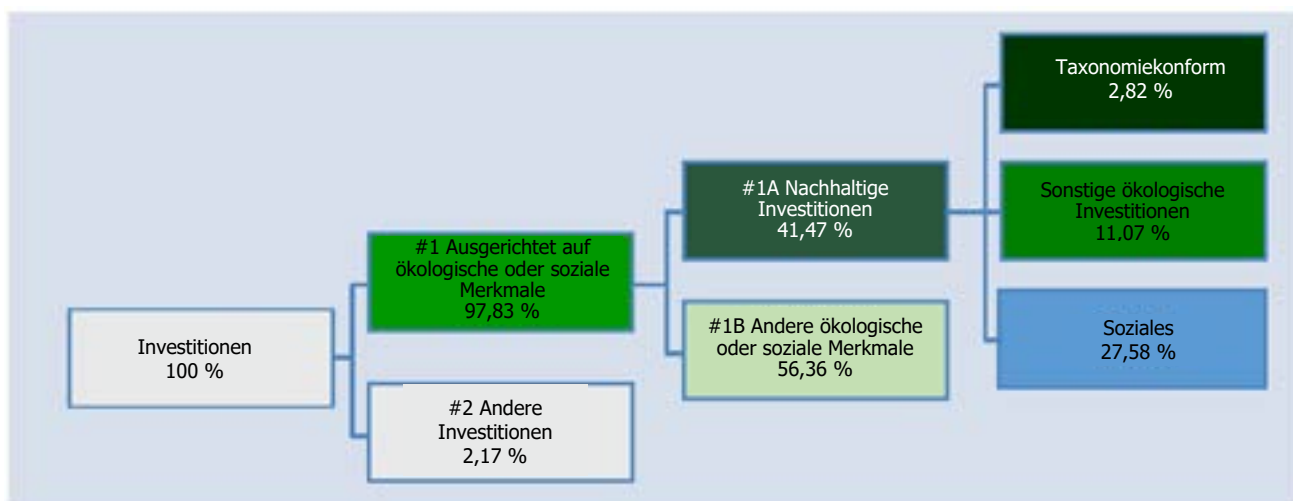 Investitionen
100 %
#1 Ausgerichtet auf
ökologische oder soziale
Merkmale
97,83 %
#2 Andere
Investitionen
2,17 %
#1A Nachhaltige
Investitionen
41,47 %
#1B Andere ökologische
oder soziale Merkmale
56,36 %
Taxonomiekonform
2,82 %
Sonstige ökologische
Investitionen
11,07 %
Soziales
27,58 %